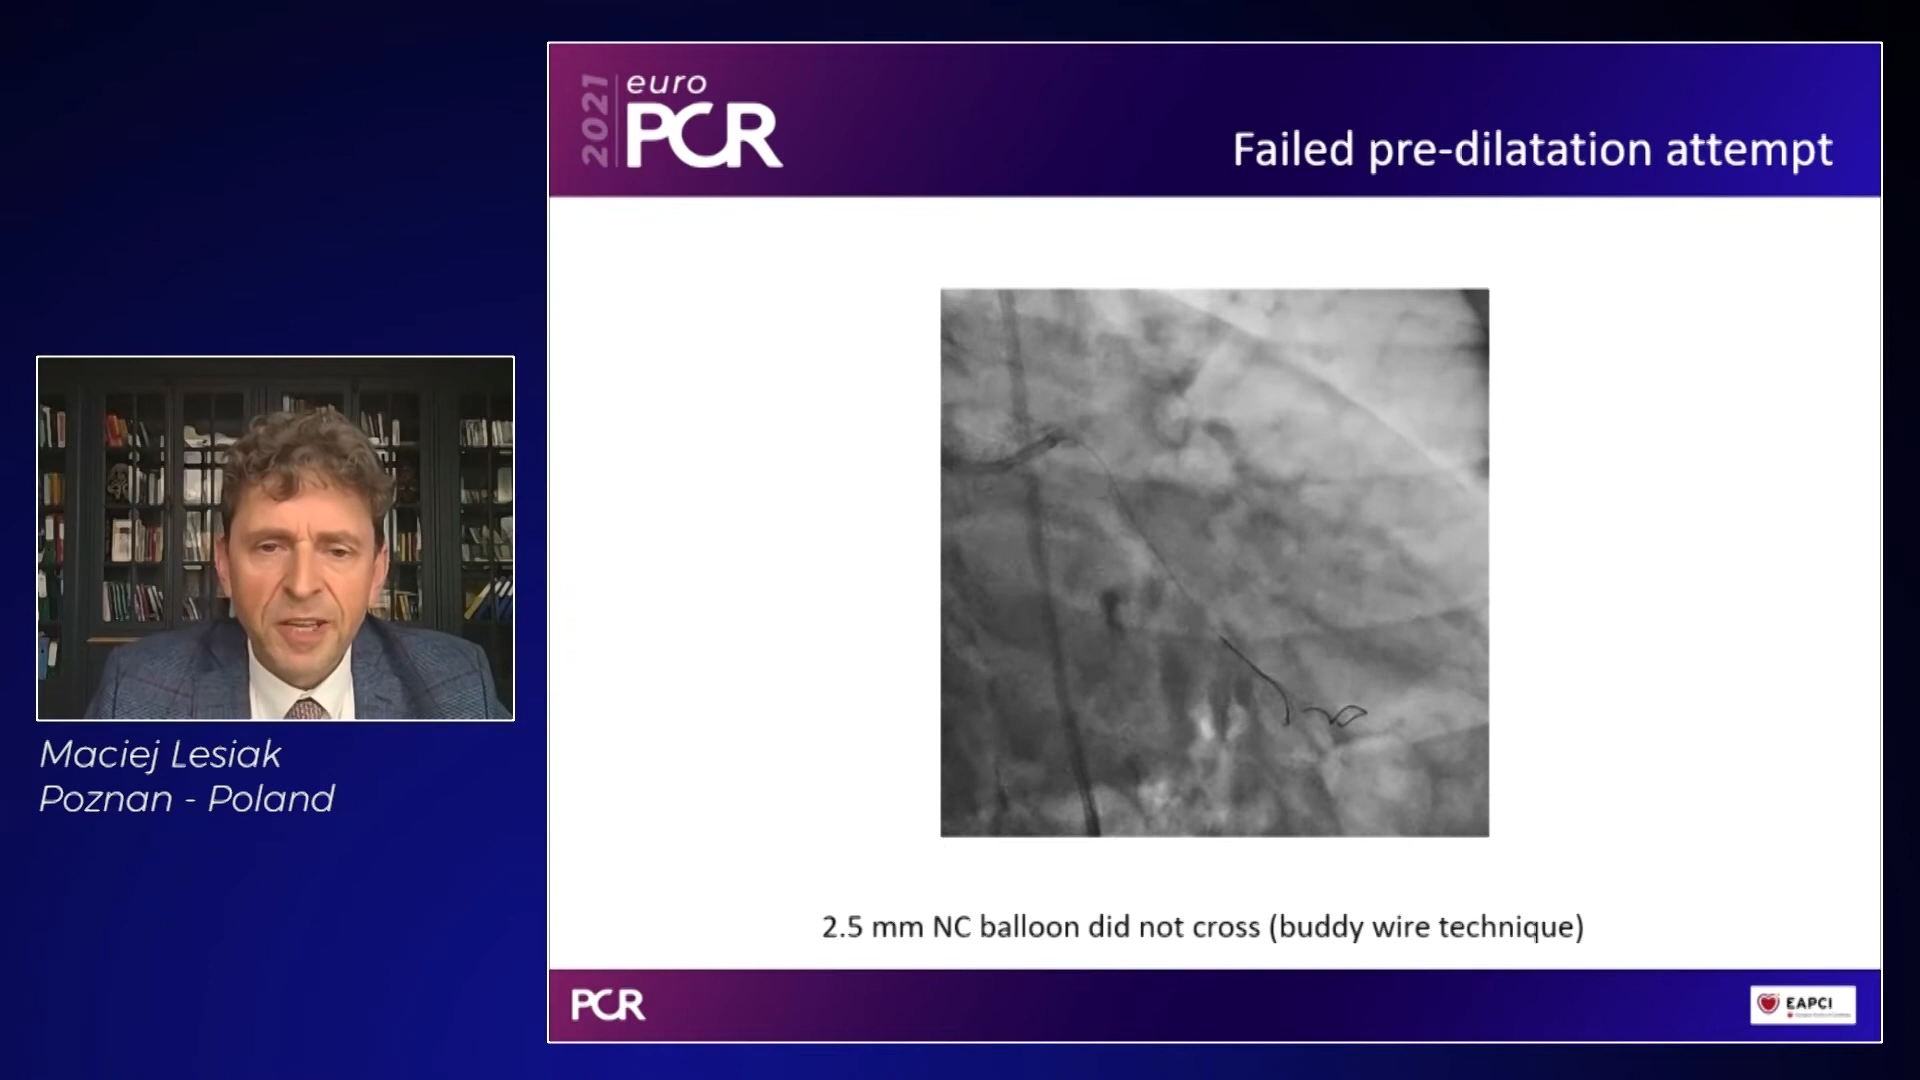 2021
euro
PCR
Failed pre-dilatation attempt
Maciej Lesiak
Poznan - Poland
2.5 mm NC balloon did not cross (buddy wire technique)
PCR
EAPCI